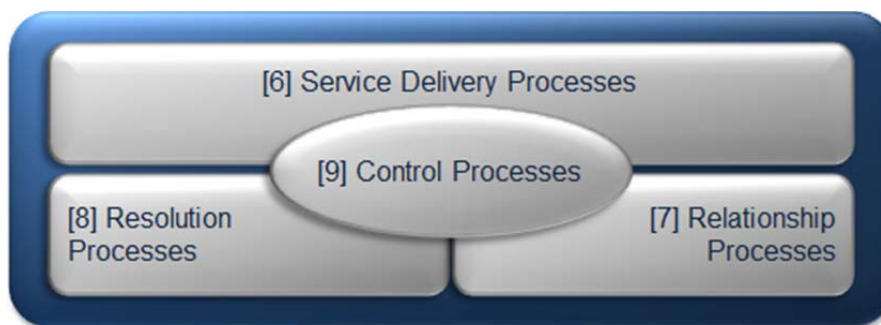 [6] Service Delivery Processes
[9] Control Processes
[8] Resolution
Processes
[7] Relationship
Processes